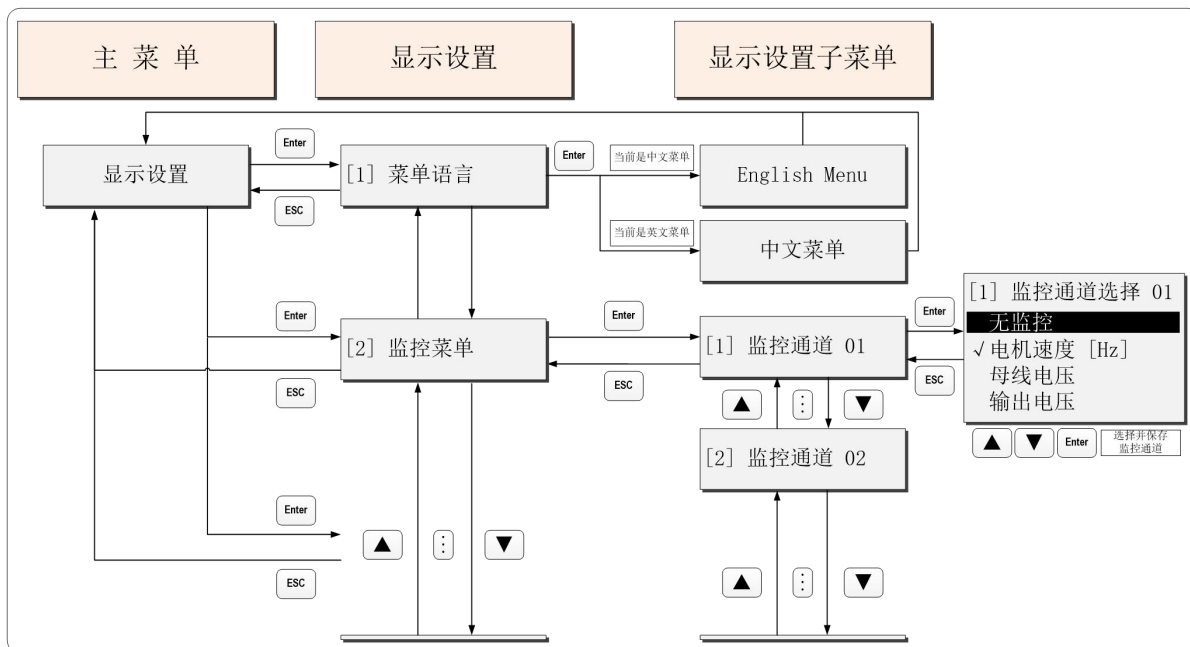 主 菜 单
显示设置
显示设置子菜单
显示设置
Enter
ESC
[1] 菜单语言
Enter
当前是中文菜单
English Menu
当前是英文菜单
中文菜单
Enter
ESC
[2] 监控菜单
Enter
ESC
[1] 监控通道 01
Enter
ESC
[1] 监控通道选择 01
无监控
√电机速度 [Hz]
母线电压
输出电压
▲
▼
Enter
选择并保存
监控通道
▲
⋮
▼
[2] 监控通道 02
Enter
ESC
▲
⋮
▼
▲
⋮
▼